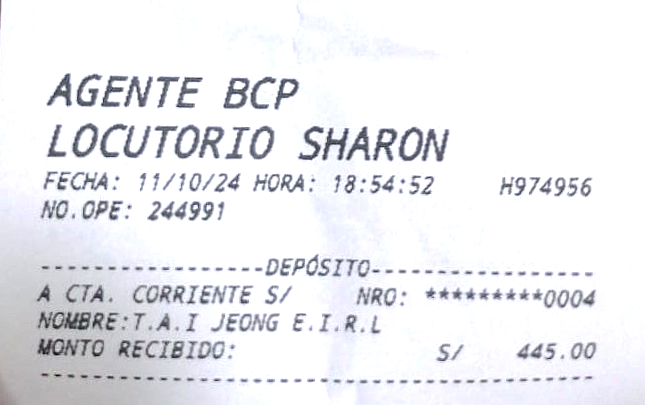 AGENTE BCP
LOCUTORIO SHARON
FECHA: 11/10/24 HORA: 18:54:52 H974956
NO.OPE: 244991
------------------DEPÓSITO------------------
A CTA. CORRIENTE S/ NRO: *********0004
NOMBRE:T.A.I JEONG E.I.R.L
MONTO RECIBIDO: S/ 445.00
--------------------------------------------